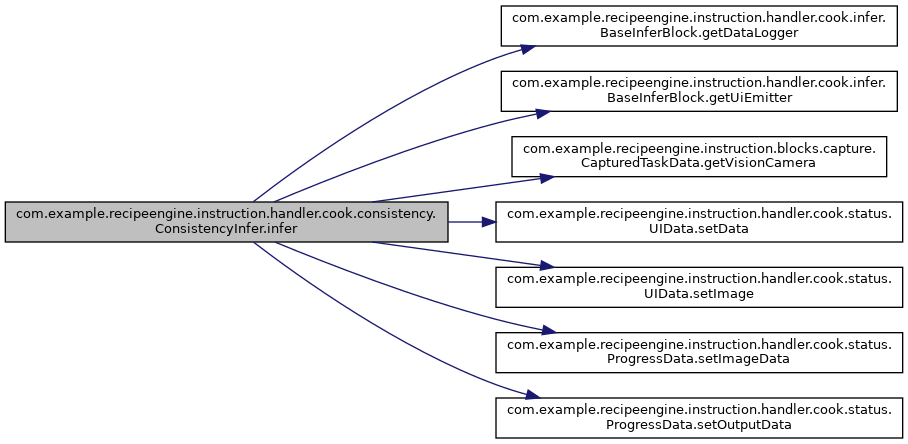 com.example.recipeengine.instruction.handler.cook.infer.
BaseInferBlock.getDataLogger
com.example.recipeengine.instruction.handler.cook.infer.
BaseInferBlock.getUiEmitter
com.example.recipeengine.instruction.blocks.capture.
CapturedTaskData.getVisionCamera
com.example.recipeengine.instruction.handler.cook.consistency.
ConsistencyInfer.infer
com.example.recipeengine.instruction.handler.cook.status.
UIData.setData
com.example.recipeengine.instruction.handler.cook.status.
UIData.setImage
com.example.recipeengine.instruction.handler.cook.status.
ProgressData.setImageData
com.example.recipeengine.instruction.handler.cook.status.
ProgressData.setOutputData